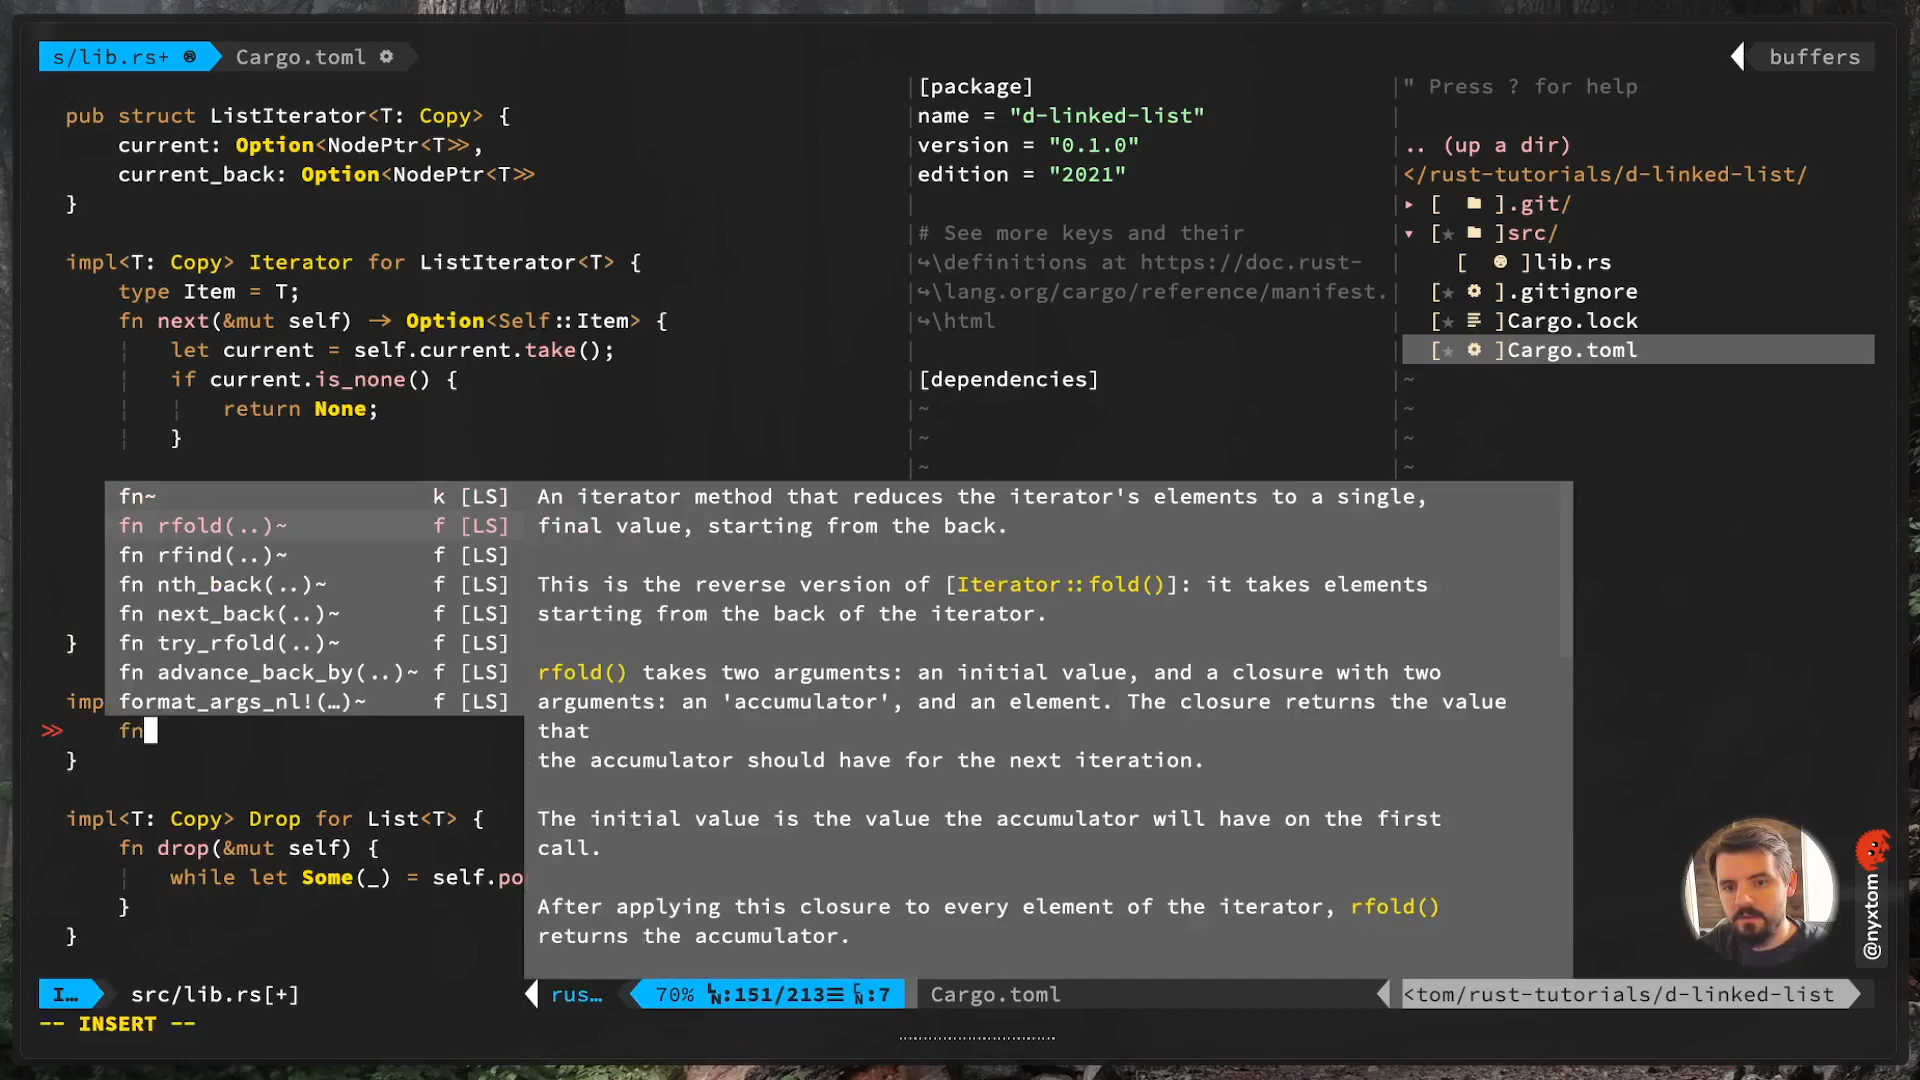 s/lib.rs+ Cargo.toml
buffers
pub struct ListIterator<T: Copy> {
current: Option<NodePtr<T>>,
current_back: Option<NodePtr<T>>
}
impl<T: Copy> Iterator for ListIterator<T> {
type Item = T;
fn next(&mut self) -> Option<Self::Item> {
let current = self.current.take();
if current.is_none() {
return None;
}
fn~ k [LS]
fn rfold(..)~ f [LS]
fn rfind(..)~ f [LS]
fn nth_back(..)~ f [LS]
fn next_back(..)~ f [LS]
fn try_rfold(..)~ f [LS]
fn advance_back_by(..)~ f [LS]
format_args_nl!(…)~ f [LS]
}
imp
>> fn
}
impl<T: Copy> Drop for List<T> {
fn drop(&mut self) {
while let Some(_) = self.po
}
}
An iterator method that reduces the iterator's elements to a single,
final value, starting from the back.
This is the reverse version of [Iterator::fold()]: it takes elements
starting from the back of the iterator.
rfold() takes two arguments: an initial value, and a closure with two
arguments: an 'accumulator', and an element. The closure returns the value
that
the accumulator should have for the next iteration.
The initial value is the value the accumulator will have on the first
call.
After applying this closure to every element of the iterator, rfold()
returns the accumulator.
[package]
name = "d-linked-list"
version = "0.1.0"
edition = "2021"
# See more keys and their
↪\definitions at https://doc.rust-
↪\lang.org/cargo/reference/manifest.
↪\html
[dependencies]
~
~
~
" Press ? for help
.. (up a dir)
</rust-tutorials/d-linked-list/
▸ [ ].git/
▾ [★ ]src/
[ ]lib.rs
[★ ].gitignore
[★ ]Cargo.lock
[★ ]Cargo.toml
~
~
~
~
@nyxtom
I… src/lib.rs[+] rus… 70% LN:151/213☰ CN:7 Cargo.toml <tom/rust-tutorials/d-linked-list
-- INSERT --